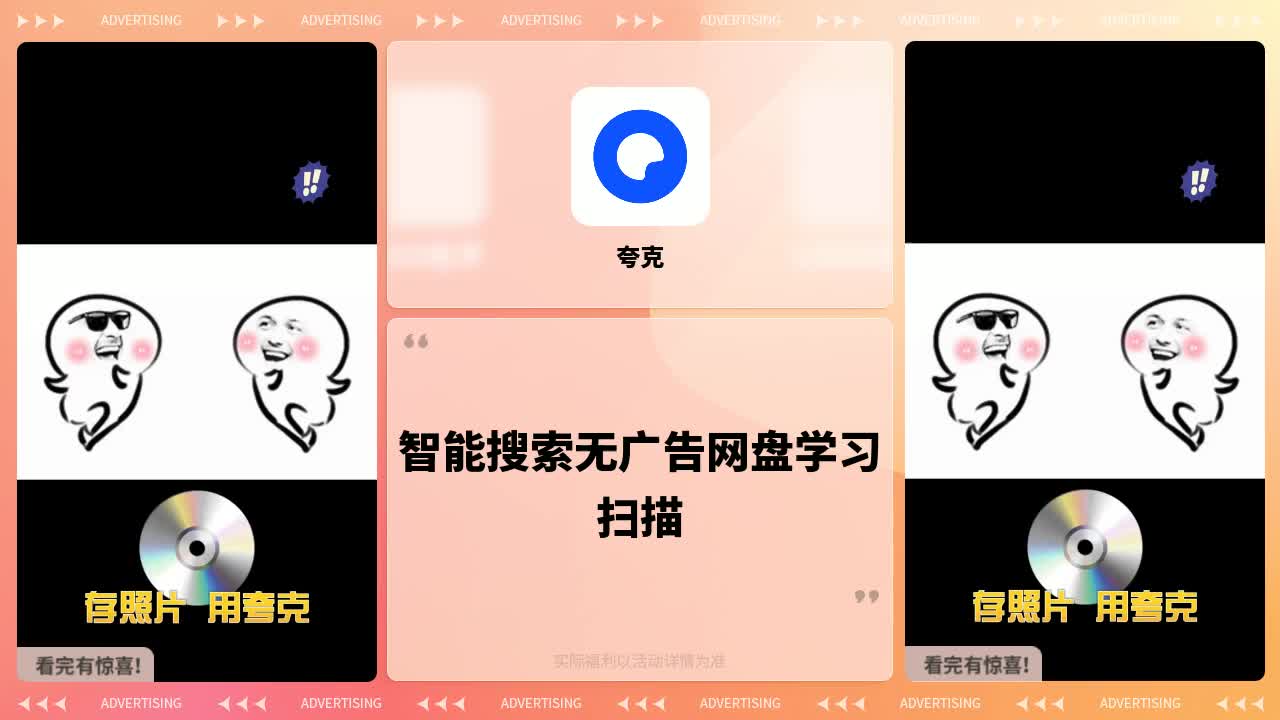 ADVERTISING ADVERTISING ADVERTISING ADVERTISING ADVERTISING ADVERTISING
!!
存照片 用夸克
看完有惊喜!
夸克
“
智能搜索无广告网盘学习
扫描
”
实际福利以活动详情为准
!!
存照片 用夸克
看完有惊喜!
ADVERTISING ADVERTISING ADVERTISING ADVERTISING ADVERTISING ADVERTISING